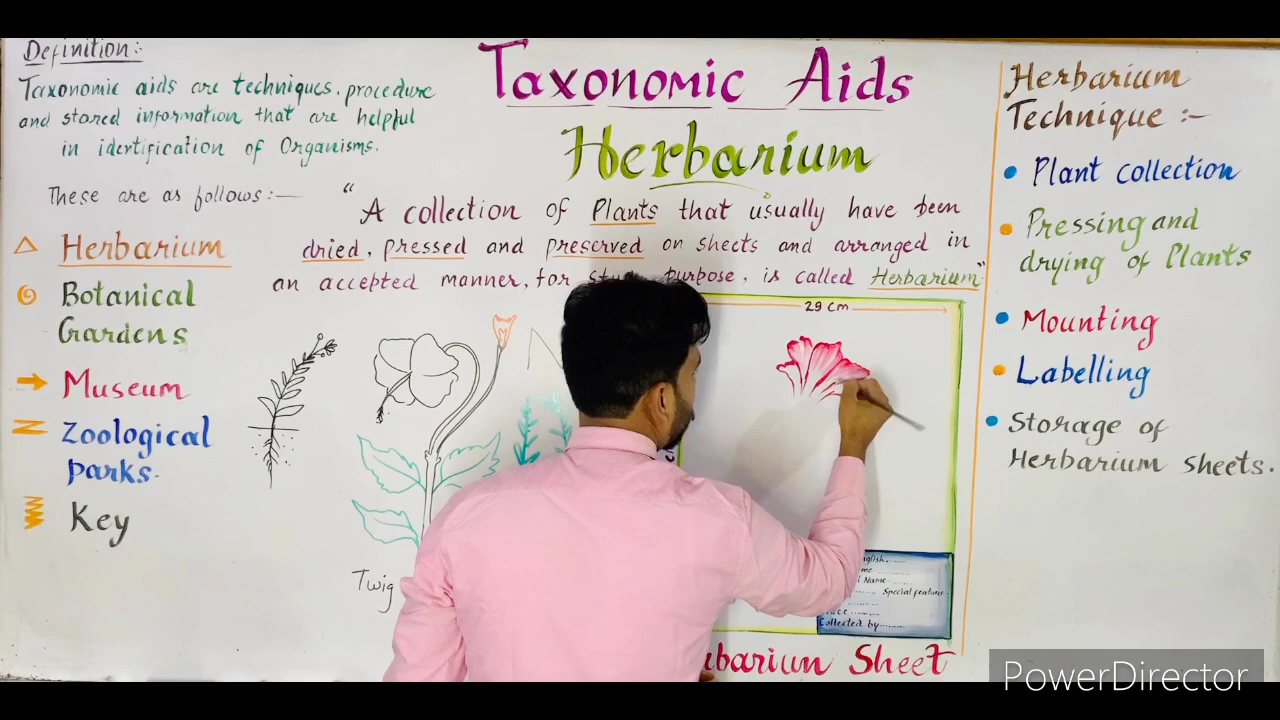 Definition:-
Taxonomic aids are techniques, procedure
and stored information that are helpful
in identification of Organisms.
These are as follows:—
Herbarium
Botanical
Gardens
Museum
Zoological
parks.
Key
Taxonomic Aids
Herbarium
"A collection of Plants that usually have been
dried, pressed and preserved on sheets and arranged in
an accepted manner, for purpose, is called Herbarium"
29 cm
Twig
Name
Special feature
Collected by
Sheet
Herbarium
Technique:-
Plant collection
Pressing and
drying of Plants
Mounting
Labelling
Storage of
Herbarium sheets.
PowerDirector